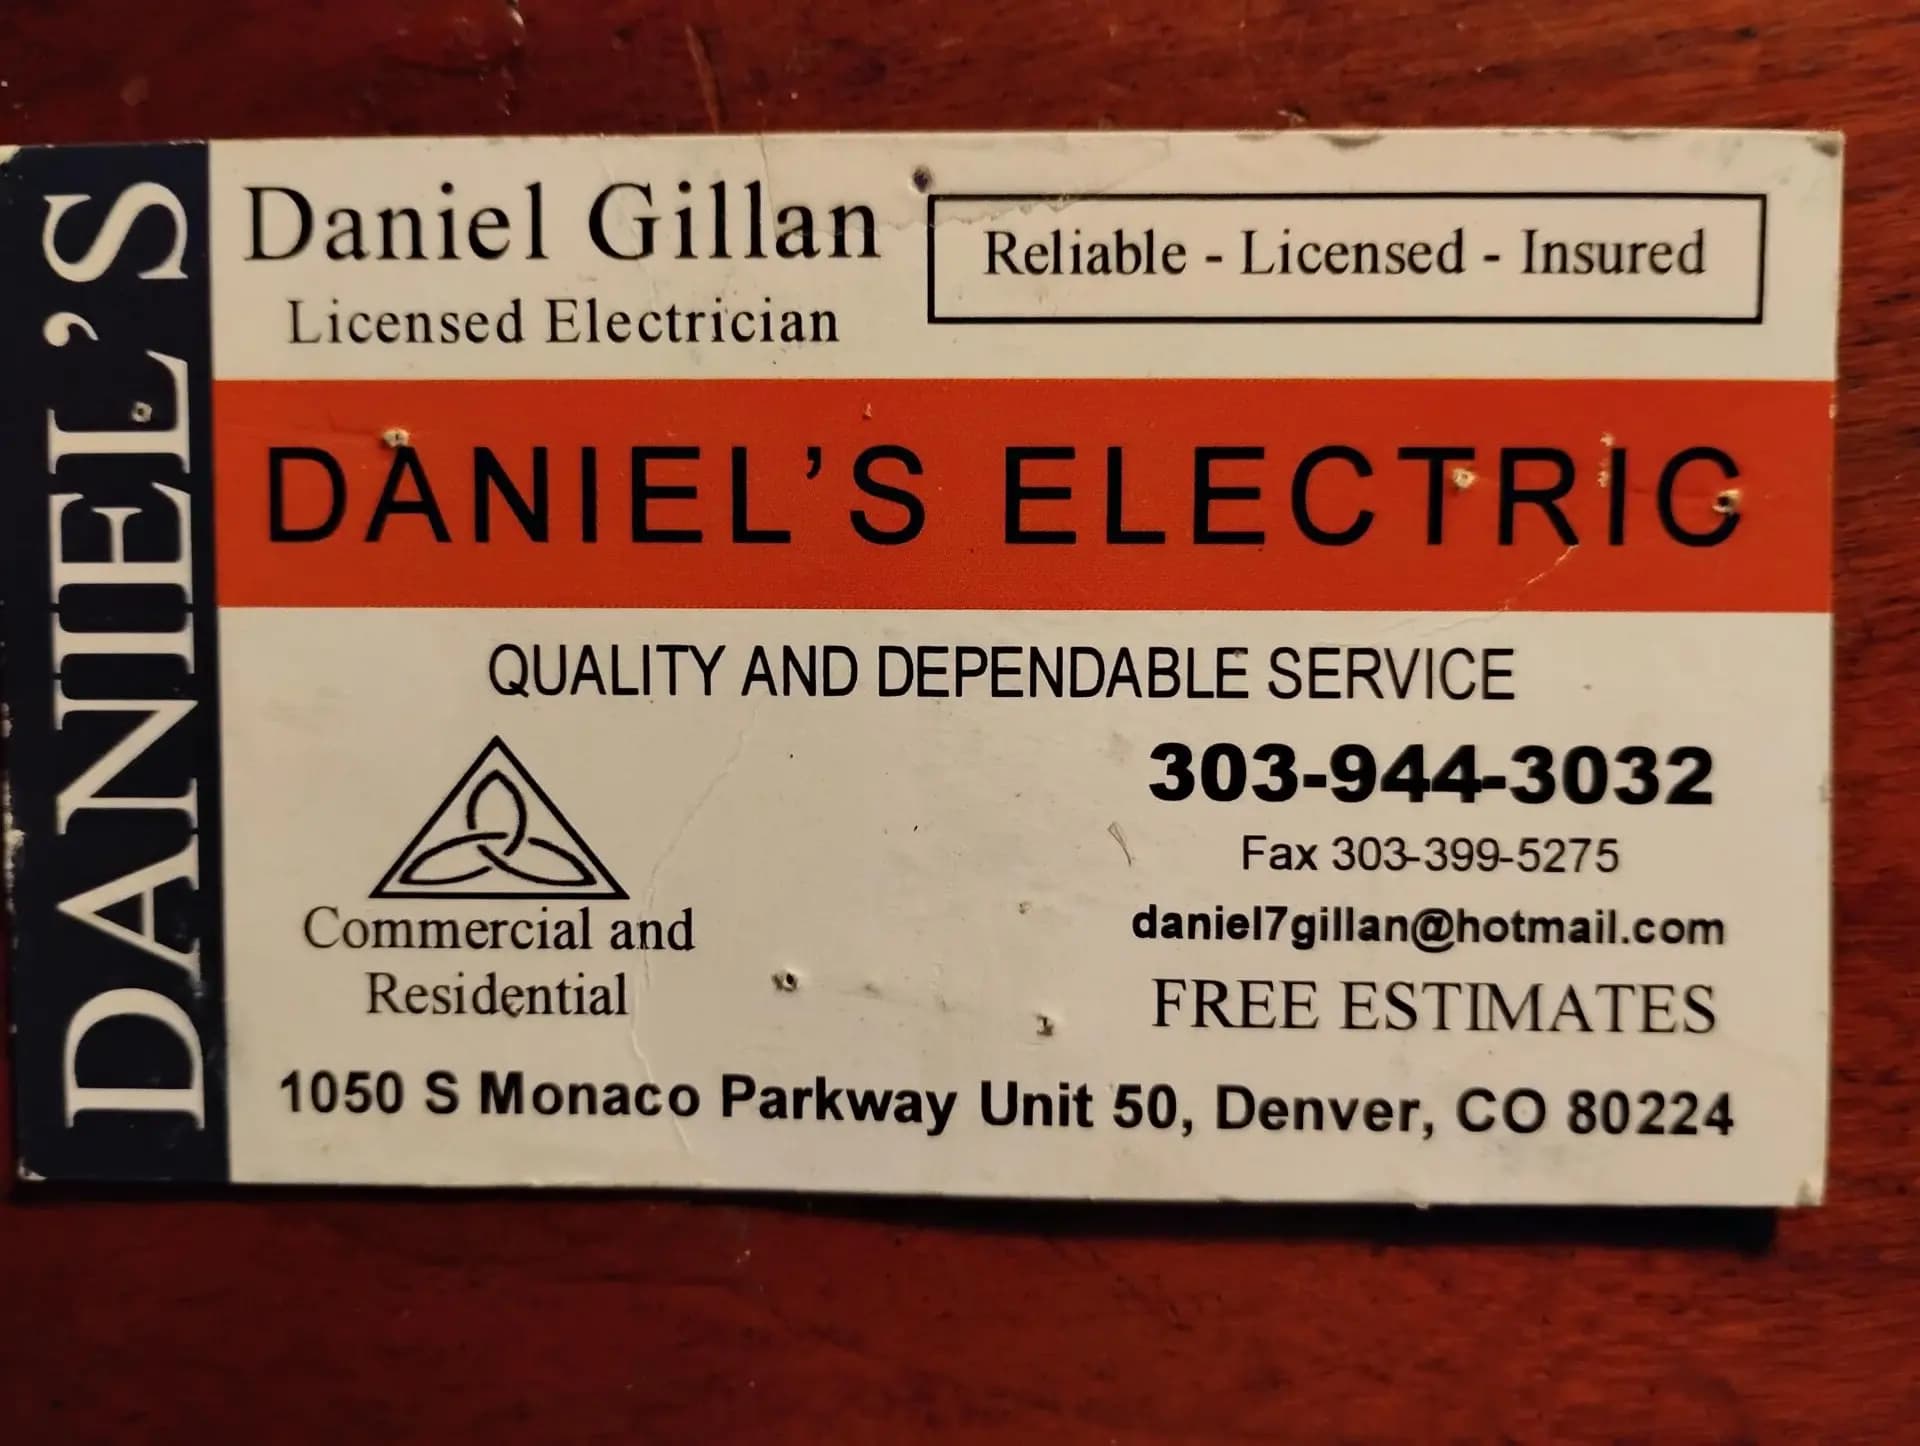 DANIEL'S
Daniel Gillan
Licensed Electrician
Reliable - Licensed - Insured
DANIEL'S ELECTRIC
QUALITY AND DEPENDABLE SERVICE
Commercial and
Residential
303-944-3032
Fax 303-399-5275
daniel7gillan@hotmail.com
FREE ESTIMATES
1050 S Monaco Parkway Unit 50, Denver, CO 80224